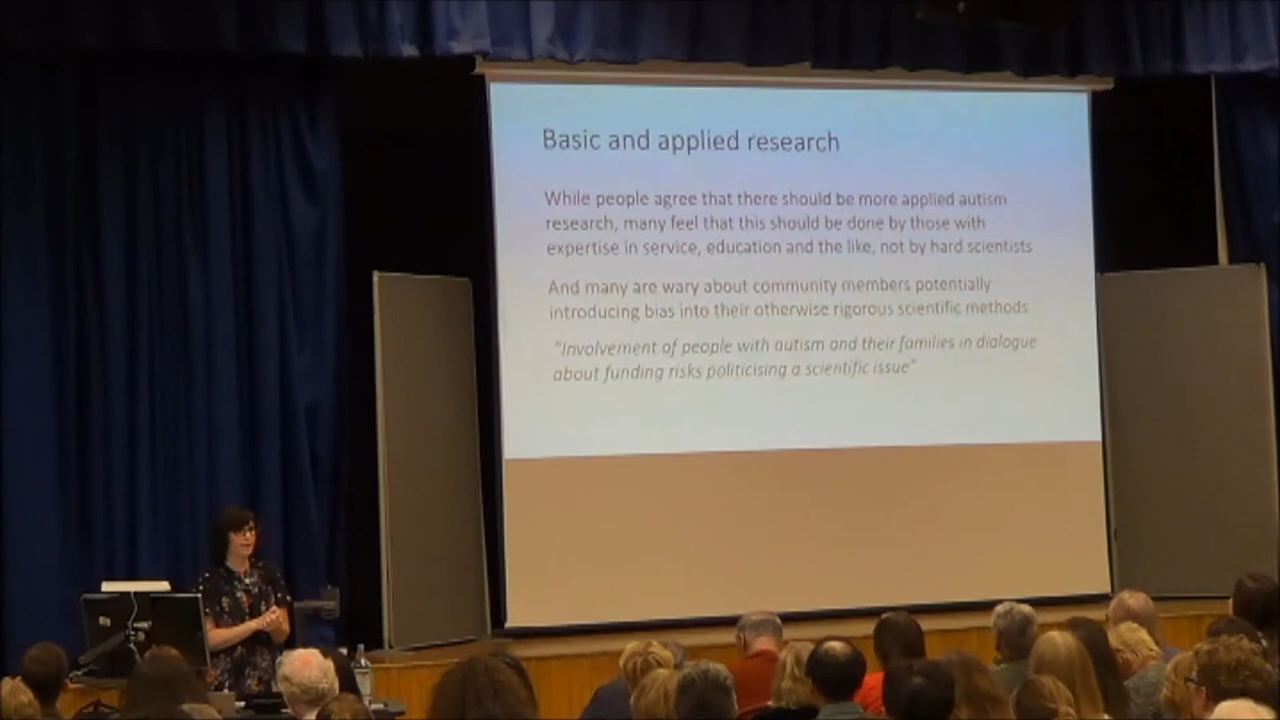 Basic and applied research
While people agree that there should be more applied autism
research, many feel that this should be done by those with
expertise in service, education and the like, not by hard scientists
And many are wary about community members potentially
introducing bias into their otherwise rigorous scientific methods
"Involvement of people with autism and their families in dialogue
about funding risks politicising a scientific issue"